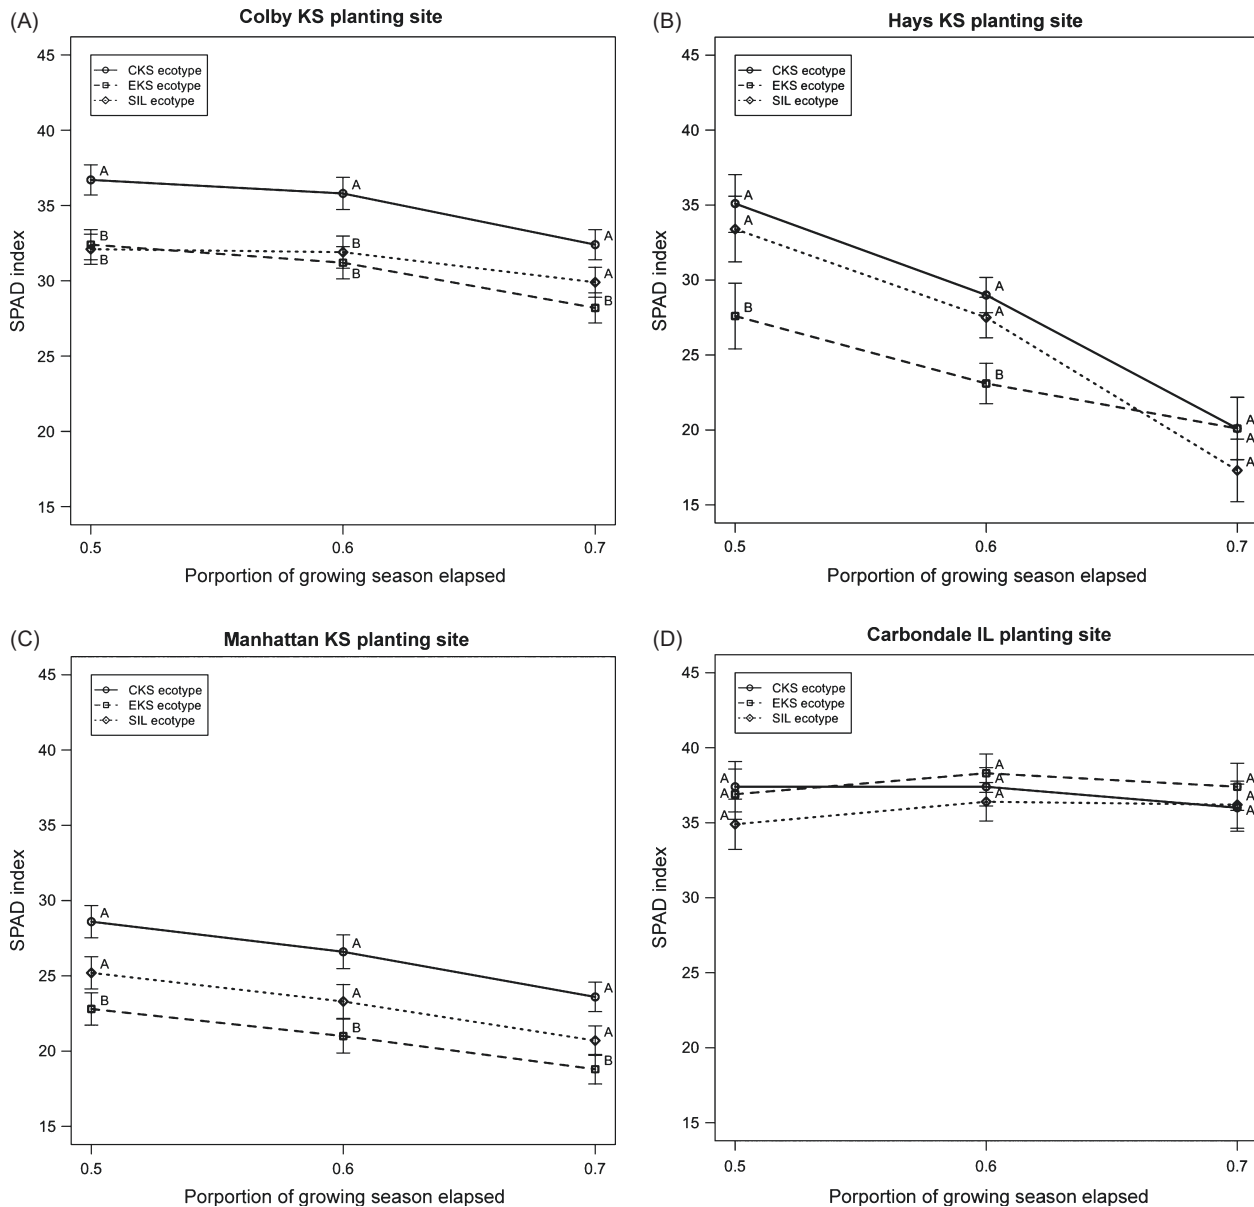 (A)
Colby KS planting site
45
40
35
30
25
20
15
SPAD index
CKS ecotype
EKS ecotype
SIL ecotype
A
B
B
A
B
B
A
A
B
0.5 0.6 0.7
Porportion of growing season elapsed
(B)
Hays KS planting site
45
40
35
30
25
20
15
SPAD index
CKS ecotype
EKS ecotype
SIL ecotype
A
A
B
A
A
B
A
A
A
0.5 0.6 0.7
Porportion of growing season elapsed
(C)
Manhattan KS planting site
45
40
35
30
25
20
15
SPAD index
CKS ecotype
EKS ecotype
SIL ecotype
A
A
B
A
A
B
A
A
B
0.5 0.6 0.7
Porportion of growing season elapsed
(D)
Carbondale IL planting site
45
40
35
30
25
20
15
SPAD index
CKS ecotype
EKS ecotype
SIL ecotype
A
A
A
A
A
A
A
A
A
0.5 0.6 0.7
Porportion of growing season elapsed